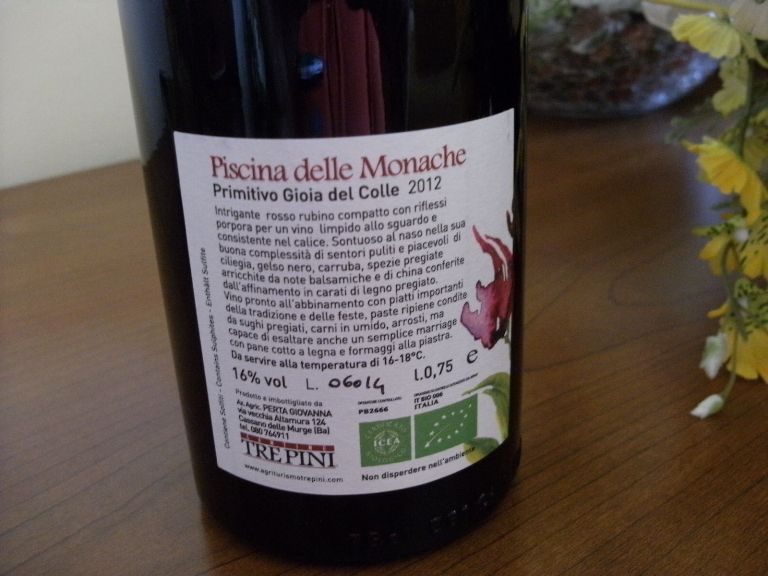 Piscina delle Monache
Primitivo Gioia del Colle 2012
Intrigante rosso rubino compatto con riflessi
porpora per un vino limpido allo sguardo e
consistente nel calice. Sontuoso al naso nella sua
buona complessità di sentori puliti e piacevoli di
ciliegia, gelso nero, carruba, spezie pregiate
arricchite da note balsamiche e di china conferite
dall'affinamento in carati di legno pregiato.
Vino pronto all'abbinamento con piatti importanti
della tradizione e delle feste, paste ripiene condite
da sughi pregiati, carni in umido, arrosti, ma
capace di esaltare anche un semplice marriage
con pane cotto a legna e formaggi alla piastra.
Da servire alla temperatura di 16-18°C.
16% vol L. 06014 l.0,75 e
Prodotto e imbottigliato da
Az. Agric. PERTA GIOVANNA
via vecchia Altamura 124
Cassano delle Murge (Ba)
tel. 080 764911
CANTINE
TRE PINI
www.agriturismotrepini.com
Contiene Solfiti - Contains Sulphites - Enthält Sulfite
PB2666
IT BIO 006
ITALIA
ICEA
Non disperdere nell'ambiente